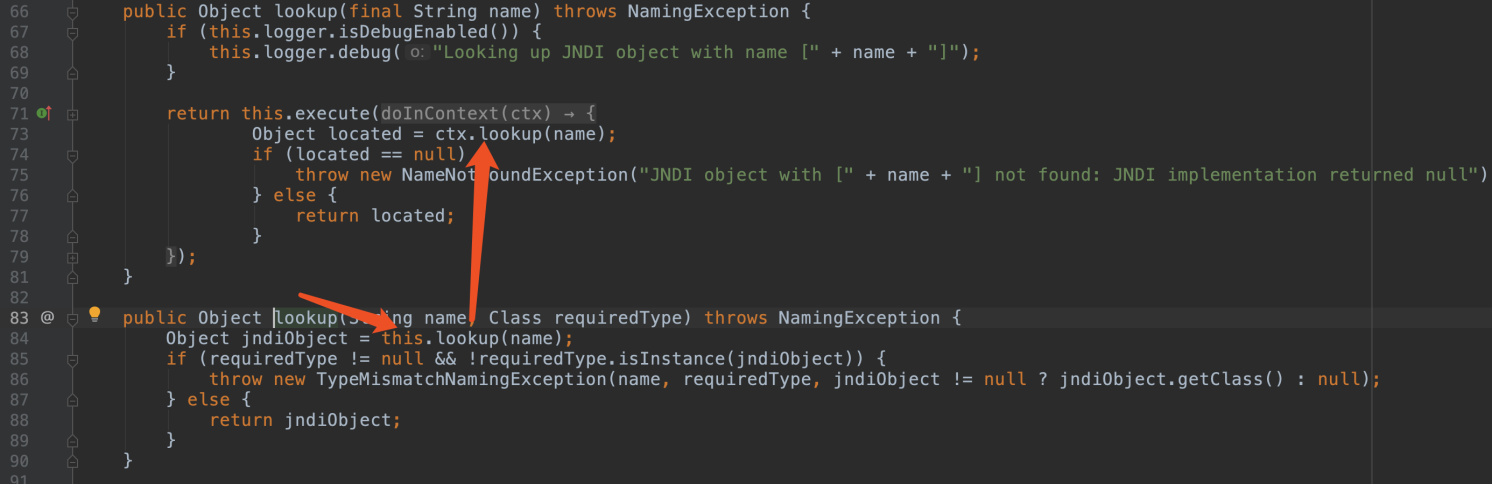 66 public Object lookup(final String name) throws NamingException {
67 if (this.logger.isDebugEnabled()) {
68 this.logger.debug( o: "Looking up JNDI object with name [" + name + "]");
69 }
70
71 return this.execute(doInContext(ctx) → {
73 Object located = ctx.lookup(name);
74 if (located == null)
75 throw new NameNotFoundException("JNDI object with [" + name + "] not found: JNDI implementation returned null")
76 } else {
77 return located;
78 }
79 });
81 }
82
83 @ public Object lookup(String name, Class requiredType) throws NamingException {
84 Object jndiObject = this.lookup(name);
85 if (requiredType != null && !requiredType.isInstance(jndiObject)) {
86 throw new TypeMismatchNamingException(name, requiredType, jndiObject != null ? jndiObject.getClass() : null);
87 } else {
88 return jndiObject;
89 }
90 }
91